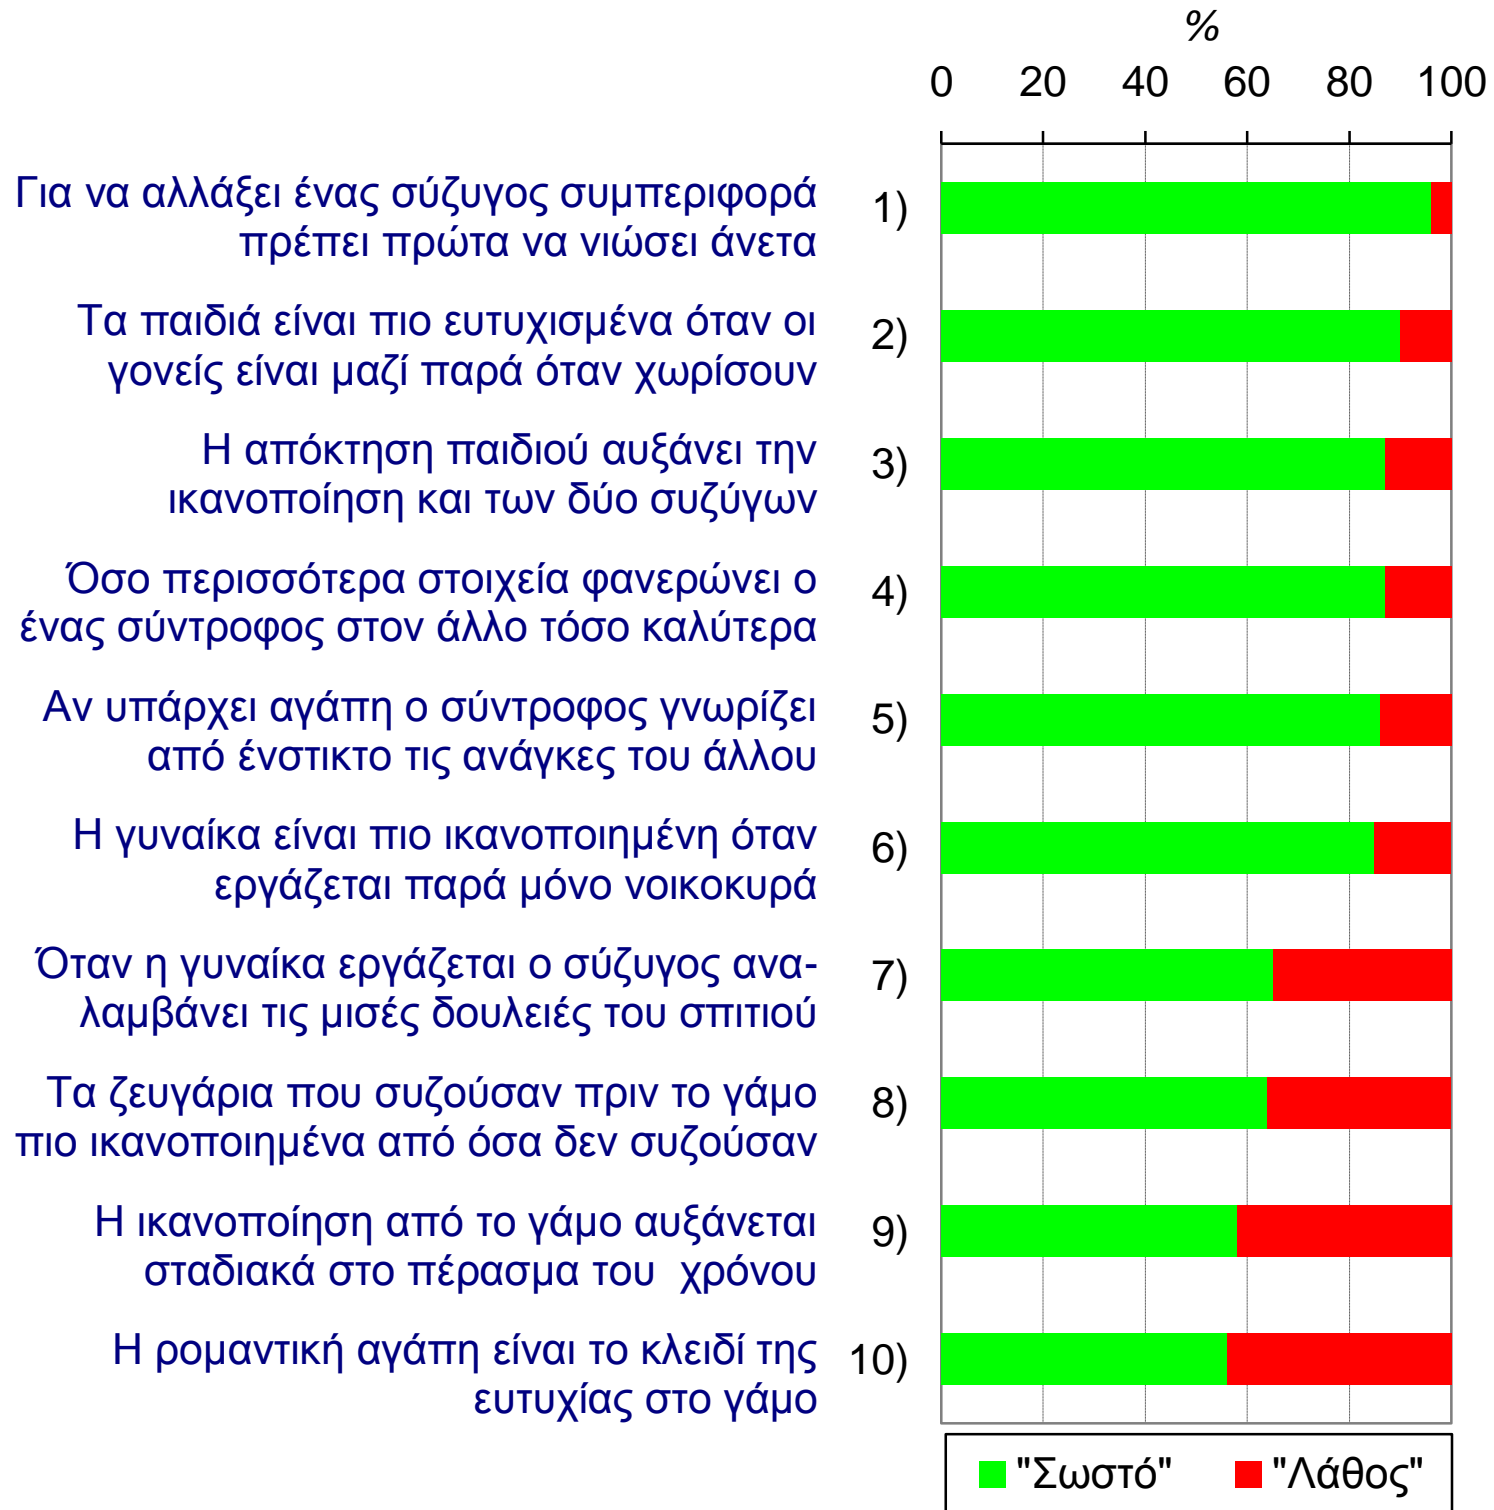 %
0 20 40 60 80 100
Για να αλλάξει ένας σύζυγος συμπεριφορά 1)
πρέπει πρώτα να νιώσει άνετα
Τα παιδιά είναι πιο ευτυχισμένα όταν οι 2)
γονείς είναι μαζί παρά όταν χωρίσουν
Η απόκτηση παιδιού αυξάνει την 3)
ικανοποίηση και των δύο συζύγων
Όσο περισσότερα στοιχεία φανερώνει ο 4)
ένας σύντροφος στον άλλο τόσο καλύτερα
Αν υπάρχει αγάπη ο σύντροφος γνωρίζει 5)
από ένστικτο τις ανάγκες του άλλου
Η γυναίκα είναι πιο ικανοποιημένη όταν 6)
εργάζεται παρά μόνο νοικοκυρά
Όταν η γυναίκα εργάζεται ο σύζυγος ανα- 7)
λαμβάνει τις μισές δουλειές του σπιτιού
Τα ζευγάρια που συζούσαν πριν το γάμο 8)
πιο ικανοποιημένα από όσα δεν συζούσαν
Η ικανοποίηση από το γάμο αυξάνεται 9)
σταδιακά στο πέρασμα του χρόνου
Η ρομαντική αγάπη είναι το κλειδί της 10)
ευτυχίας στο γάμο
"Σωστό" "Λάθος"